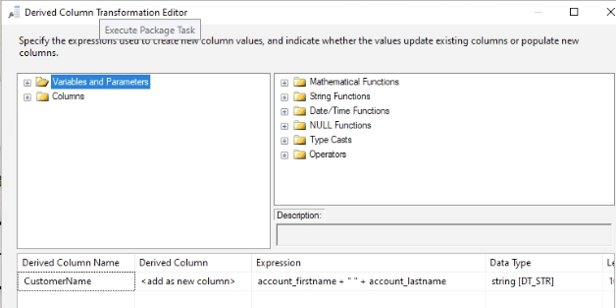 Derived Column Transformation Editor
Execute Package Task
Specify the expressions used to create new column values, and indicate whether the values update existing columns or populate new
columns.
Variables and Parameters
Columns
Mathematical Functions
String Functions
Date/Time Functions
NULL Functions
Type Casts
Operators
Description:
Derived Column Name Derived Column Expression Data Type
CustomerName <add as new column> account_firstname + " " + account_lastname string [DT_STR]